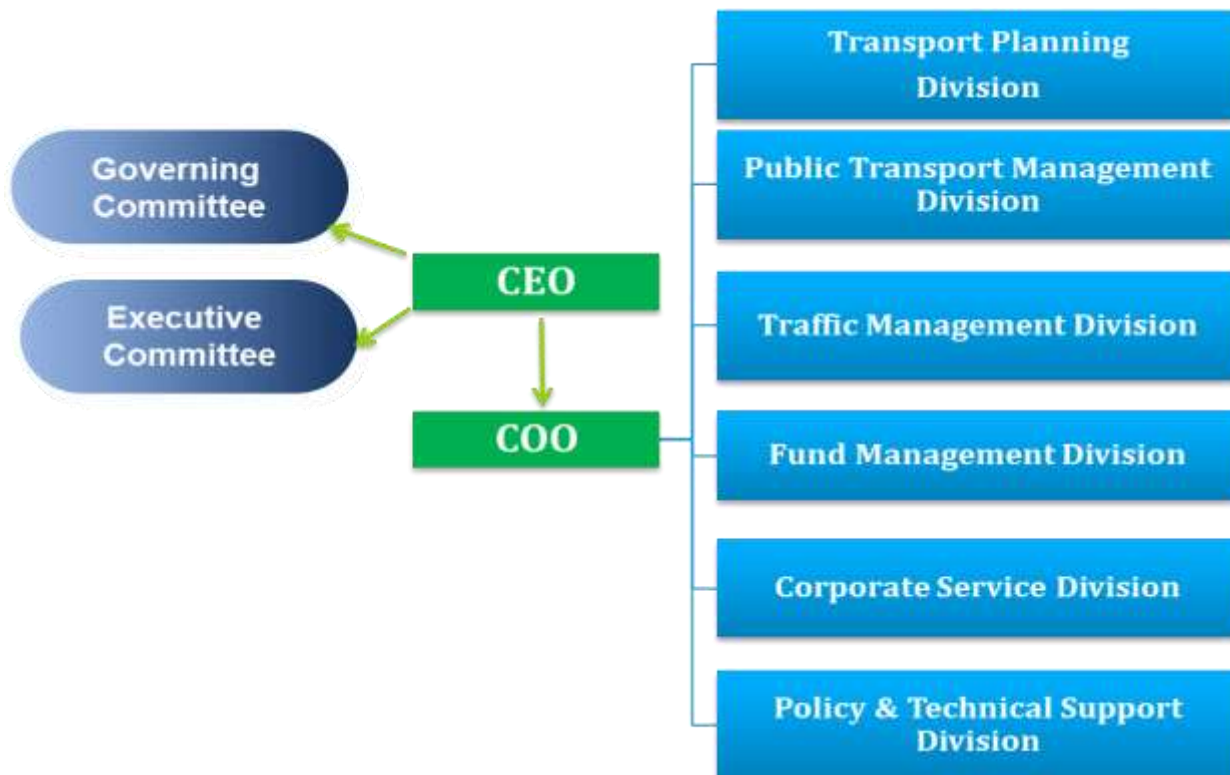 Governing
Committee
Executive
Committee
CEO
COO
Transport Planning
Division
Public Transport Management
Division
Traffic Management Division
Fund Management Division
Corporate Service Division
Policy & Technical Support
Division